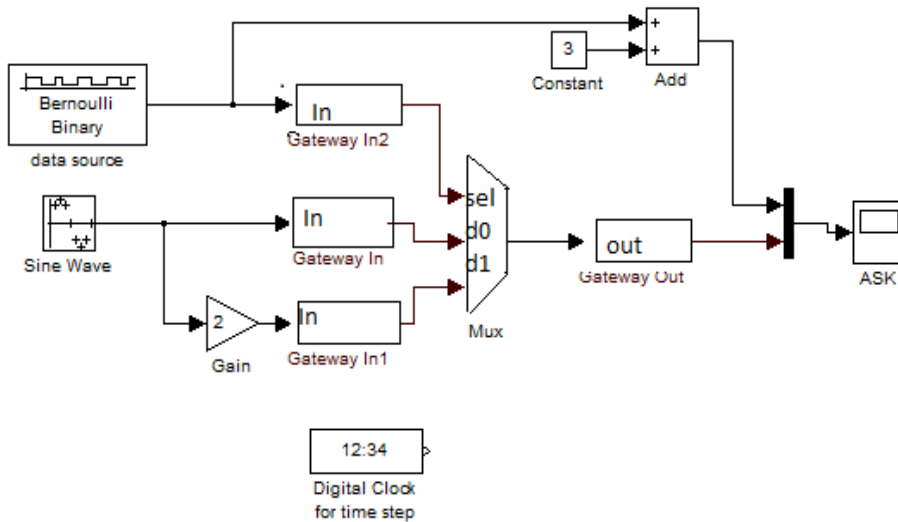 +
3
+
Constant
Add
Bernoulli
Binary
data source
In
Gateway In2
sel
d0
d1
Mux
In
Gateway In
Sine Wave
out
Gateway Out
ASK
2
Gain
In
Gateway In1
12:34
Digital Clock
for time step